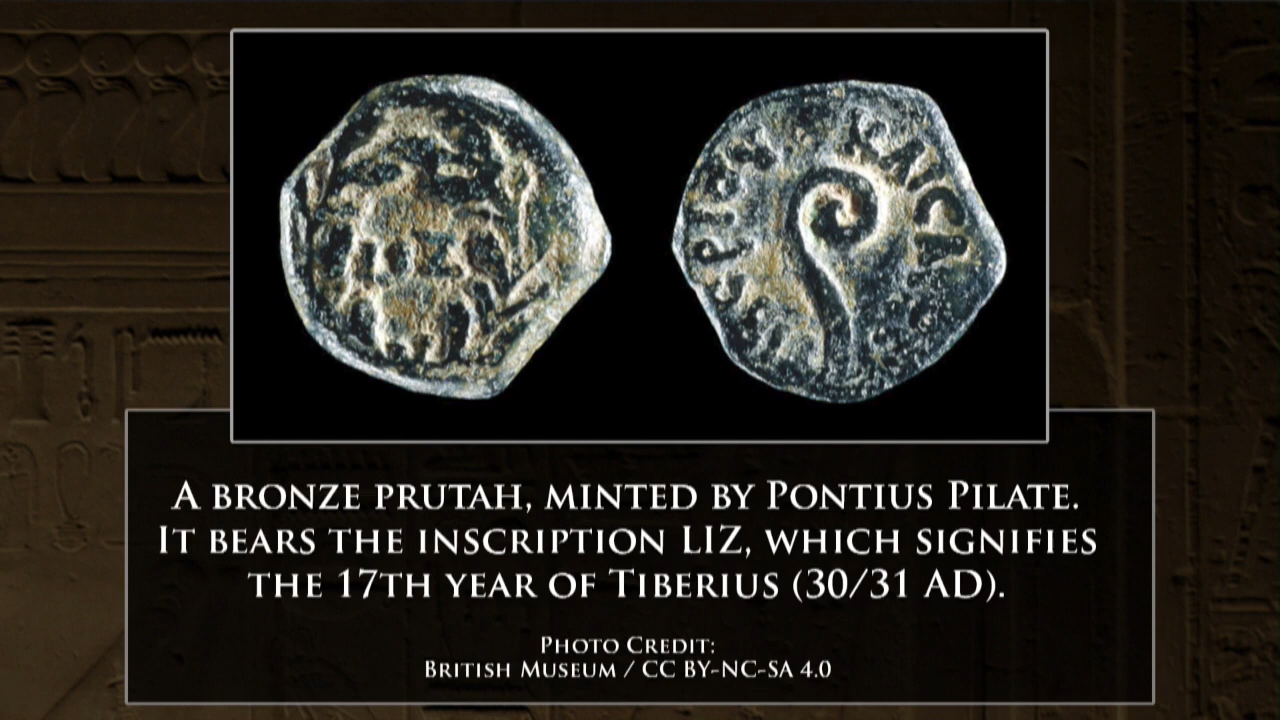 A BRONZE PRUTAH, MINTED BY PONTIUS PILATE.
IT BEARS THE INSCRIPTION LIZ, WHICH SIGNIFIES
THE 17TH YEAR OF TIBERIUS (30/31 AD).
PHOTO CREDIT:
BRITISH MUSEUM / CC BY-NC-SA 4.0